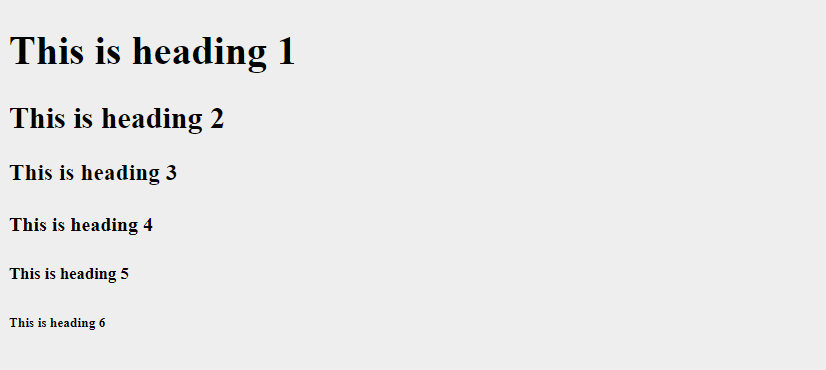 This is heading 1
This is heading 2
This is heading 3
This is heading 4
This is heading 5
This is heading 6